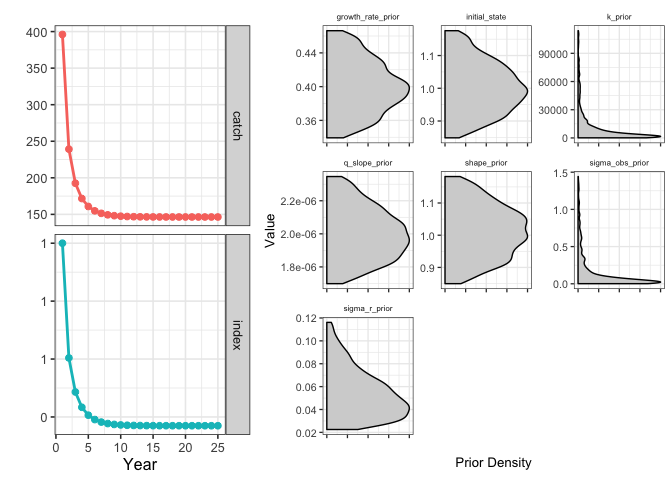 400
350
300
250
200
150
catch
1
1
1
0
index
0 5 10 15 20 25
Year
growth_rate_prior
0.44
0.40
0.36
initial_state
1.1
1.0
0.9
k_prior
90000
60000
30000
0
q_slope_prior
2.2e-06
2.0e-06
1.8e-06
shape_prior
1.1
1.0
0.9
sigma_obs_prior
1.5
1.0
0.5
0.0
Value
sigma_r_prior
0.12
0.10
0.08
0.06
0.04
0.02
Prior Density